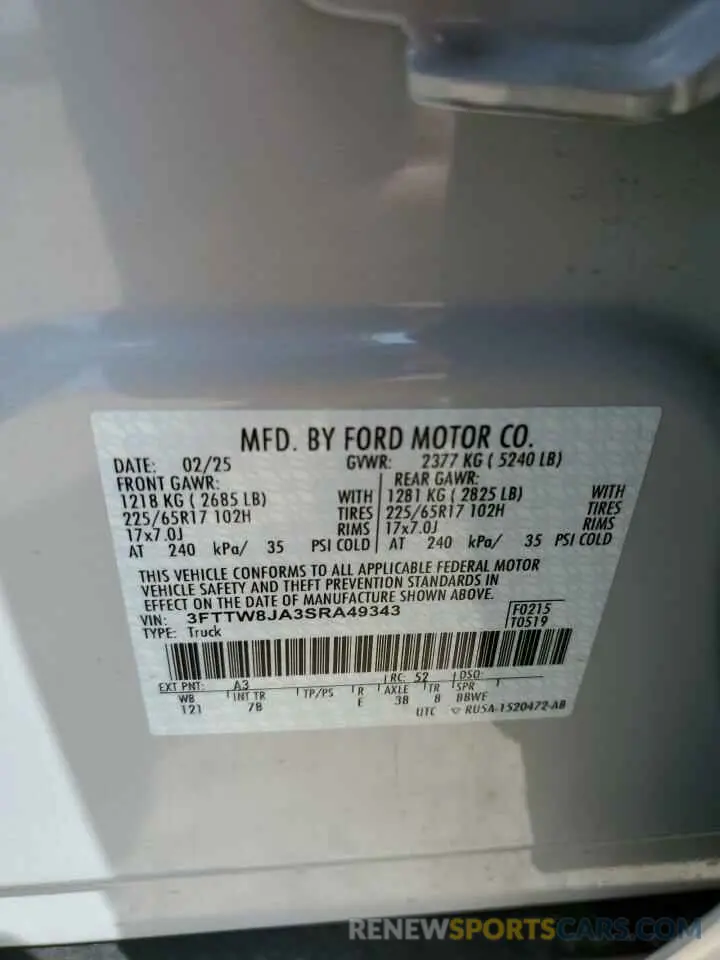 MFD. BY FORD MOTOR CO.
DATE: 02/25 GVWR: 2377 KG ( 5240 LB)
FRONT GAWR: REAR GAWR:
1218 KG ( 2685 LB) WITH 1281 KG ( 2825 LB) WITH
225/65R17 102H TIRES 225/65R17 102H TIRES
17x7.0J RIMS 17x7.0J RIMS
AT 240 kPa/ 35 PSI COLD AT 240 kPa/ 35 PSI COLD
THIS VEHICLE CONFORMS TO ALL APPLICABLE FEDERAL MOTOR
VEHICLE SAFETY AND THEFT PREVENTION STANDARDS IN
EFFECT ON THE DATE OF MANUFACTURE SHOWN ABOVE.
VIN: 3FTTW8JA3SRA49343 F0215
TYPE: Truck T0519
EXT PNT: A3 RC: 52 DSO:
WB INT TR TP/PS R AXLE TR SPR
121 7B E 3B 8 BBWF
UTC RU5A-1520472-AB
RENEWSPORTSCARS.COM